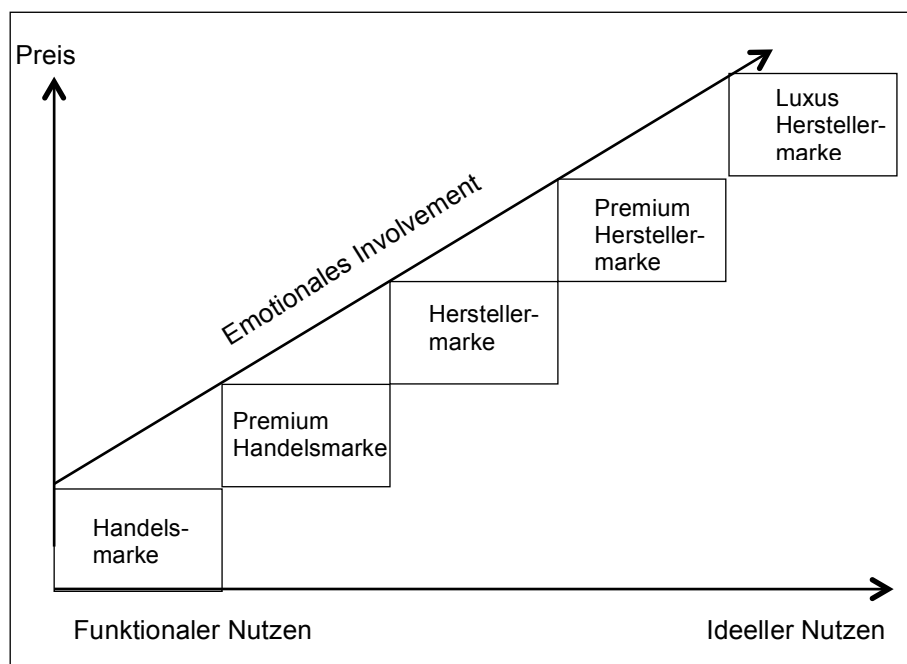 Preis
Luxus
Hersteller-
marke
Premium
Hersteller-
marke
Emotionales Involvement
Hersteller-
marke
Premium
Handelsmarke
Handels-
marke
Funktionaler Nutzen
Ideeller Nutzen